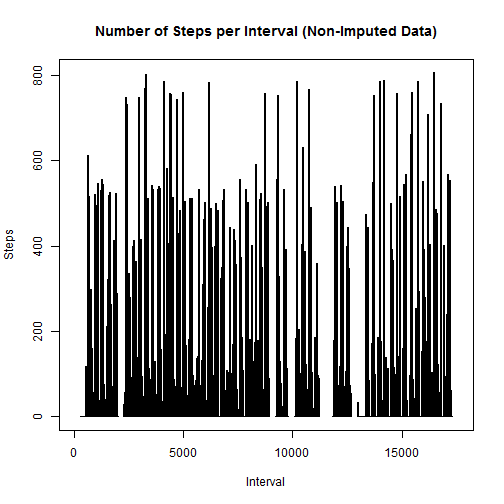 Number of Steps per Interval (Non-Imputed Data)
800
600
400
200
0
Steps
0 5000 10000 15000
Interval